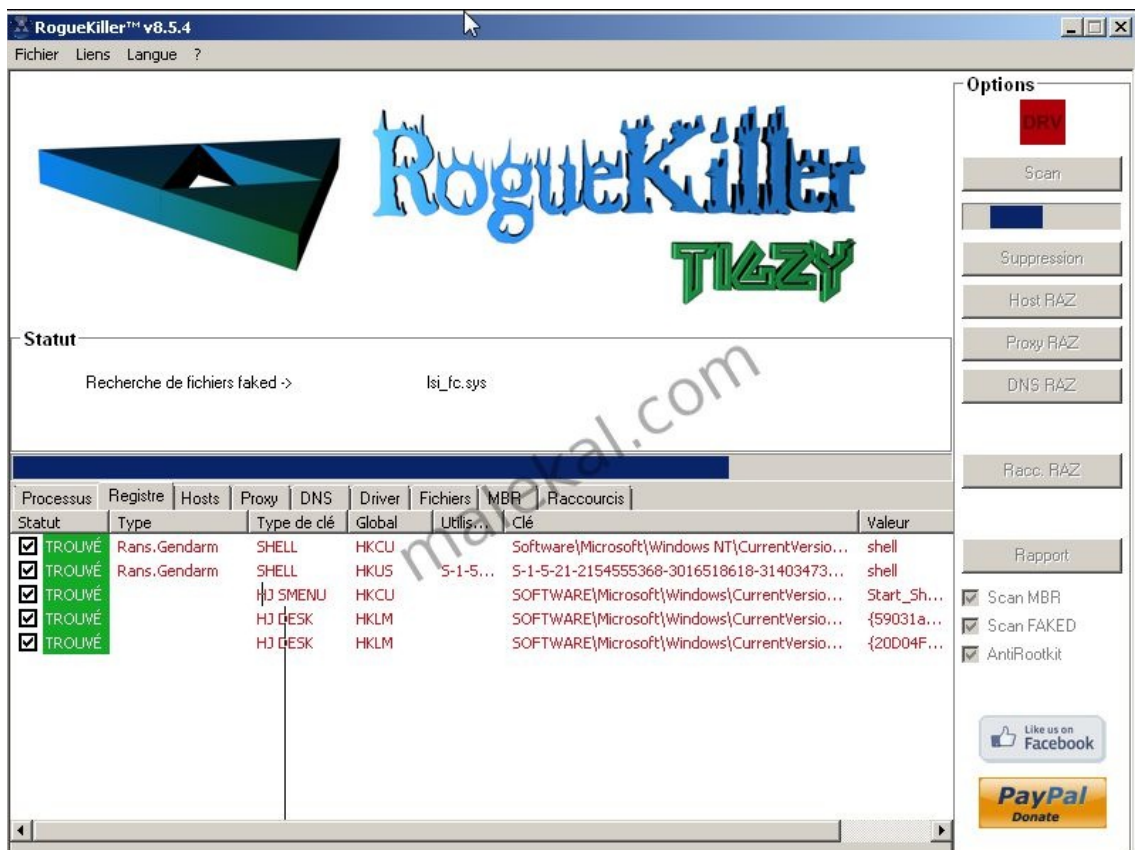 RogueKiller™ v8.5.4
Fichier Liens Langue ?
RogueKiller
TIGZY
Options
DRV
Scan
Suppression
Host RAZ
Proxy RAZ
DNS RAZ
Racc. RAZ
Rapport
Scan MBR
Scan FAKED
AntiRootkit
Like us on
Facebook
PayPal
Donate
Statut
Recherche de fichiers faked -> lsi_fc.sys
malekal.com
Processus Registre Hosts Proxy DNS Driver Fichiers MBR Raccourcis
Statut Type Type de clé Global Utilis... Clé Valeur
TROUVÉ Rans.Gendarm SHELL HKCU Software\Microsoft\Windows NT\CurrentVersio... shell
TROUVÉ Rans.Gendarm SHELL HKUS S-1-5... S-1-5-21-2154555368-3016518618-31403473... shell
TROUVÉ HJ SMENU HKCU SOFTWARE\Microsoft\Windows\CurrentVersio... Start_Sh...
TROUVÉ HJ DESK HKLM SOFTWARE\Microsoft\Windows\CurrentVersio... {59031a...
TROUVÉ HJ DESK HKLM SOFTWARE\Microsoft\Windows\CurrentVersio... {20D04F...